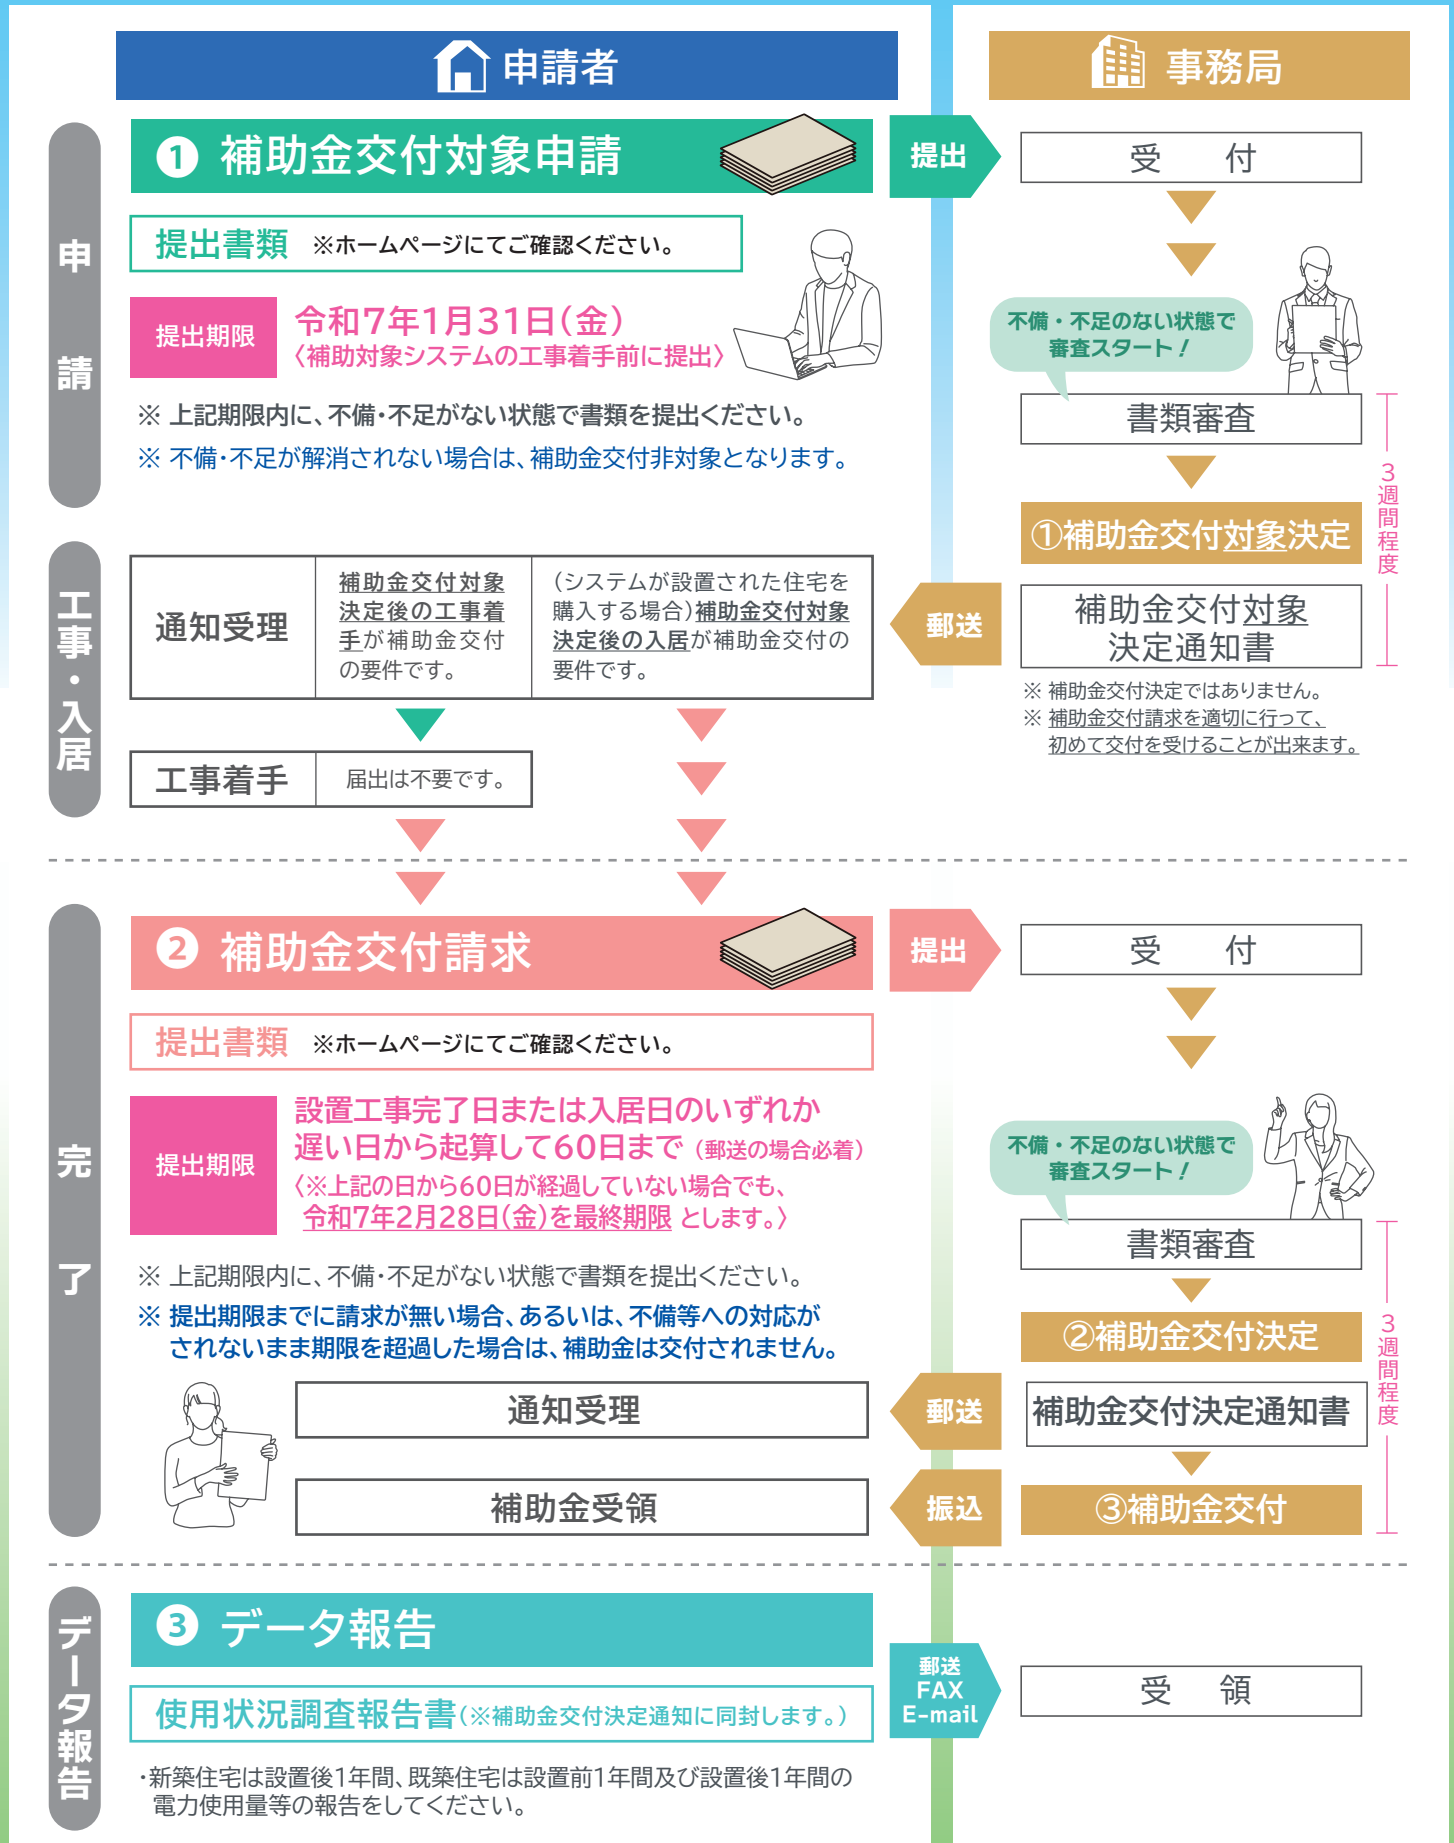 申請者
事務局
申請
❶ 補助金交付対象申請
提出
受　付
提出書類 ※ホームページにてご確認ください。
提出期限
令和7年1月31日(金)
〈補助対象システムの工事着手前に提出〉
※ 上記期限内に、不備・不足がない状態で書類を提出ください。
※ 不備・不足が解消されない場合は、補助金交付非対象となります。
不備・不足のない状態で
審査スタート！
書類審査
①補助金交付対象決定
補助金交付対象
決定通知書
3週間程度
※ 補助金交付決定ではありません。
※ 補助金交付請求を適切に行って、
初めて交付を受けることが出来ます。
郵送
工事・入居
通知受理
補助金交付対象
決定後の工事着
手が補助金交付
の要件です。
(システムが設置された住宅を
購入する場合)補助金交付対象
決定後の入居が補助金交付の
要件です。
工事着手
届出は不要です。
完了
❷ 補助金交付請求
提出
受　付
提出書類 ※ホームページにてご確認ください。
提出期限
設置工事完了日または入居日のいずれか
遅い日から起算して60日まで(郵送の場合必着)
〈※上記の日から60日が経過していない場合でも、
令和7年2月28日(金)を最終期限 とします。〉
※ 上記期限内に、不備・不足がない状態で書類を提出ください。
※ 提出期限までに請求が無い場合、あるいは、不備等への対応が
されないまま期限を超過した場合は、補助金は交付されません。
不備・不足のない状態で
審査スタート！
書類審査
②補助金交付決定
補助金交付決定通知書
③補助金交付
3週間程度
郵送
通知受理
振込
補助金受領
データ報告
❸ データ報告
使用状況調査報告書(※補助金交付決定通知に同封します。)
郵送
FAX
E-mail
受　領
・新築住宅は設置後1年間、既築住宅は設置前1年間及び設置後1年間の
電力使用量等の報告をしてください。